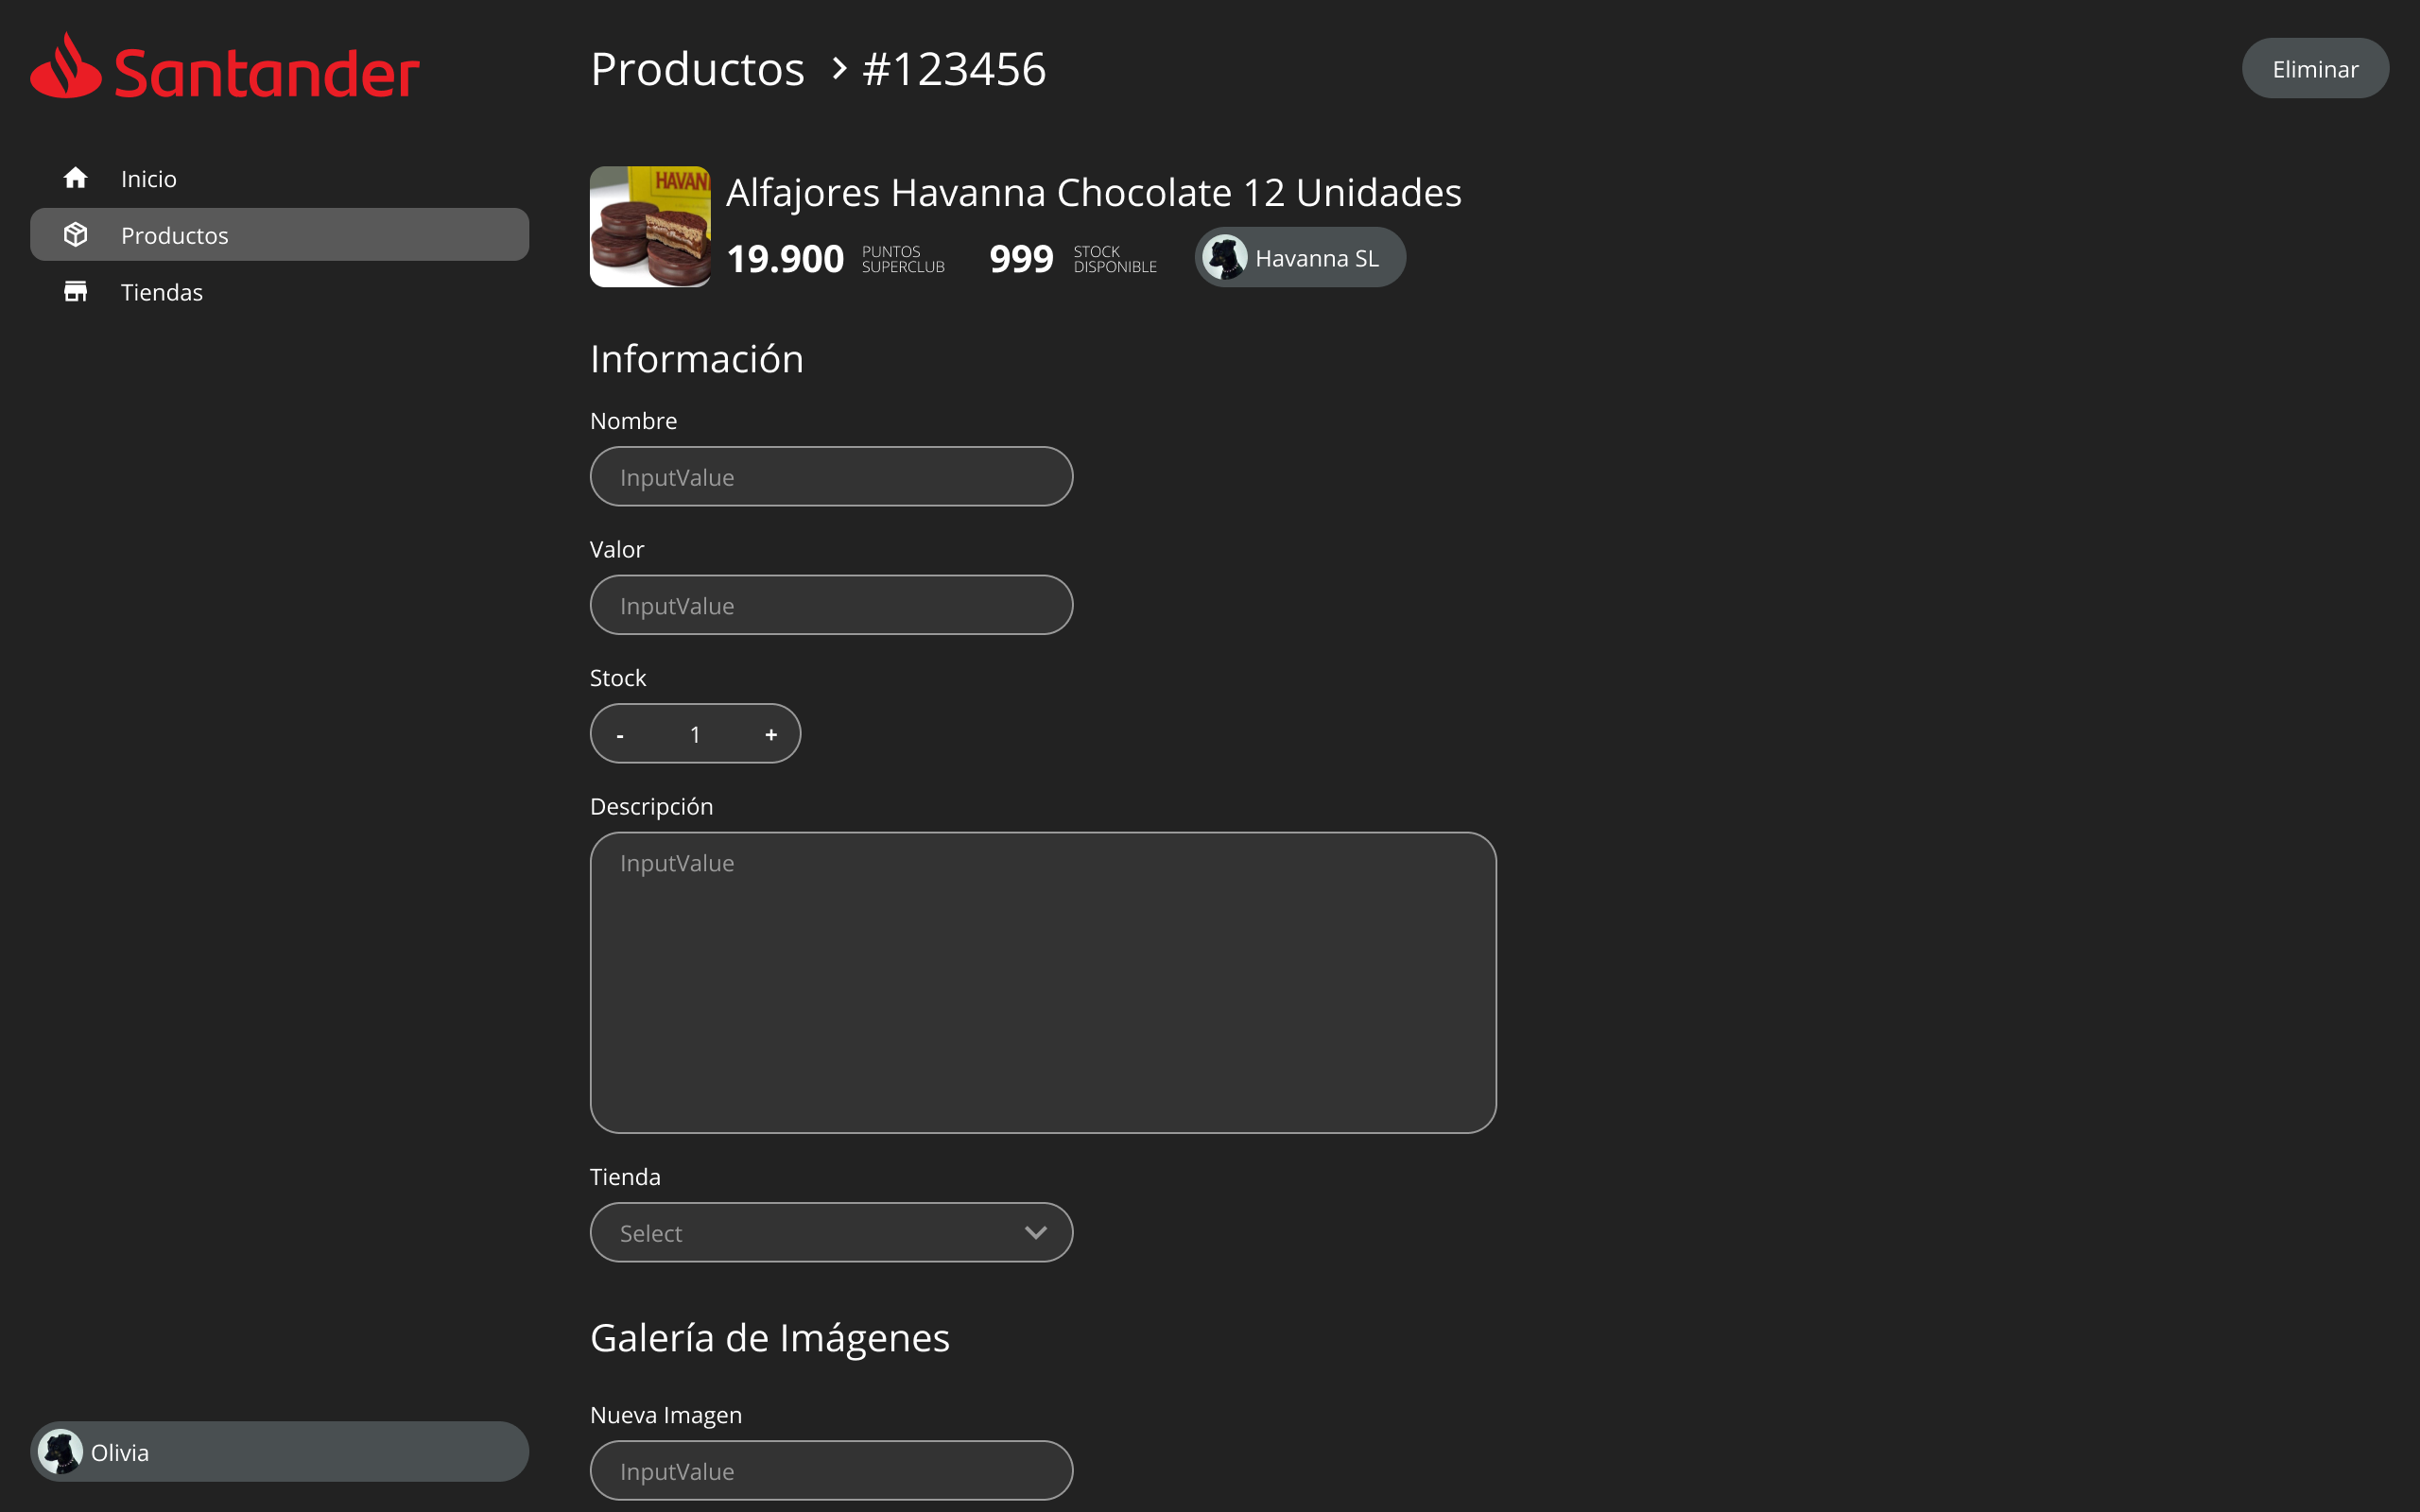 Santander
Productos > #123456
Eliminar
Inicio
Productos
Tiendas
HAVAN
Alfajores Havanna Chocolate 12 Unidades
19.900 PUNTOS SUPERCLUB 999 STOCK DISPONIBLE Havanna SL
Información
Nombre
InputValue
Valor
InputValue
Stock
- 1 +
Descripción
InputValue
Tienda
Select
Galería de Imágenes
Nueva Imagen
InputValue
Olivia